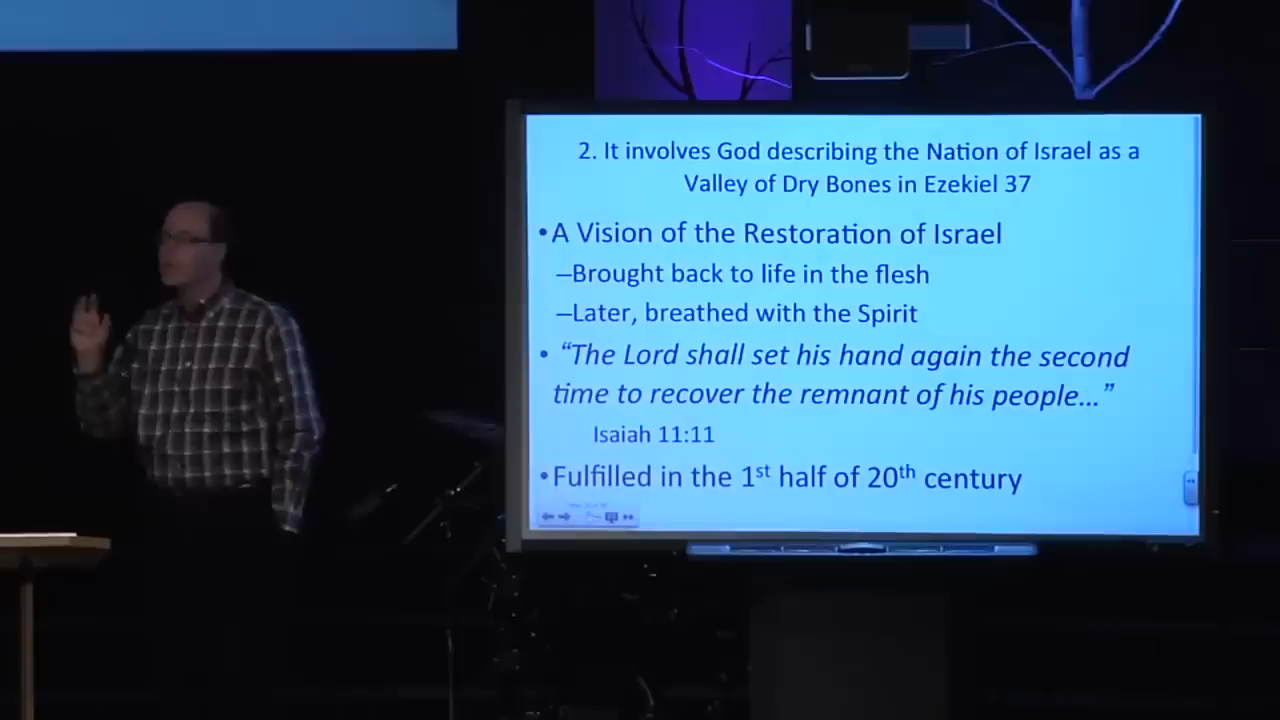 2. It involves God describing the Nation of Israel as a
Valley of Dry Bones in Ezekiel 37
•A Vision of the Restoration of Israel
–Brought back to life in the flesh
–Later, breathed with the Spirit
• “The Lord shall set his hand again the second
time to recover the remnant of his people…”
Isaiah 11:11
•Fulfilled in the 1st half of 20th century